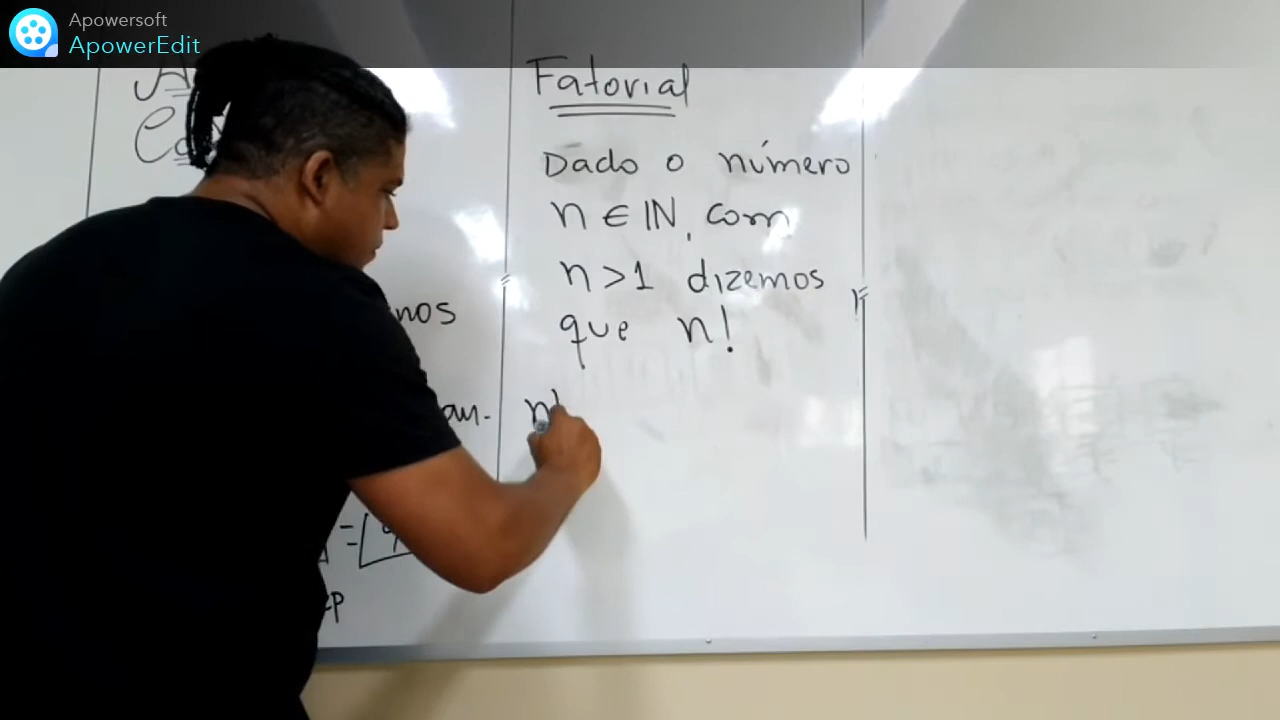 Apowersoft
ApowerEdit
nos
Fatorial
Dado o número
n ∈ IN, com
n > 1 dizemos
que n!
n!